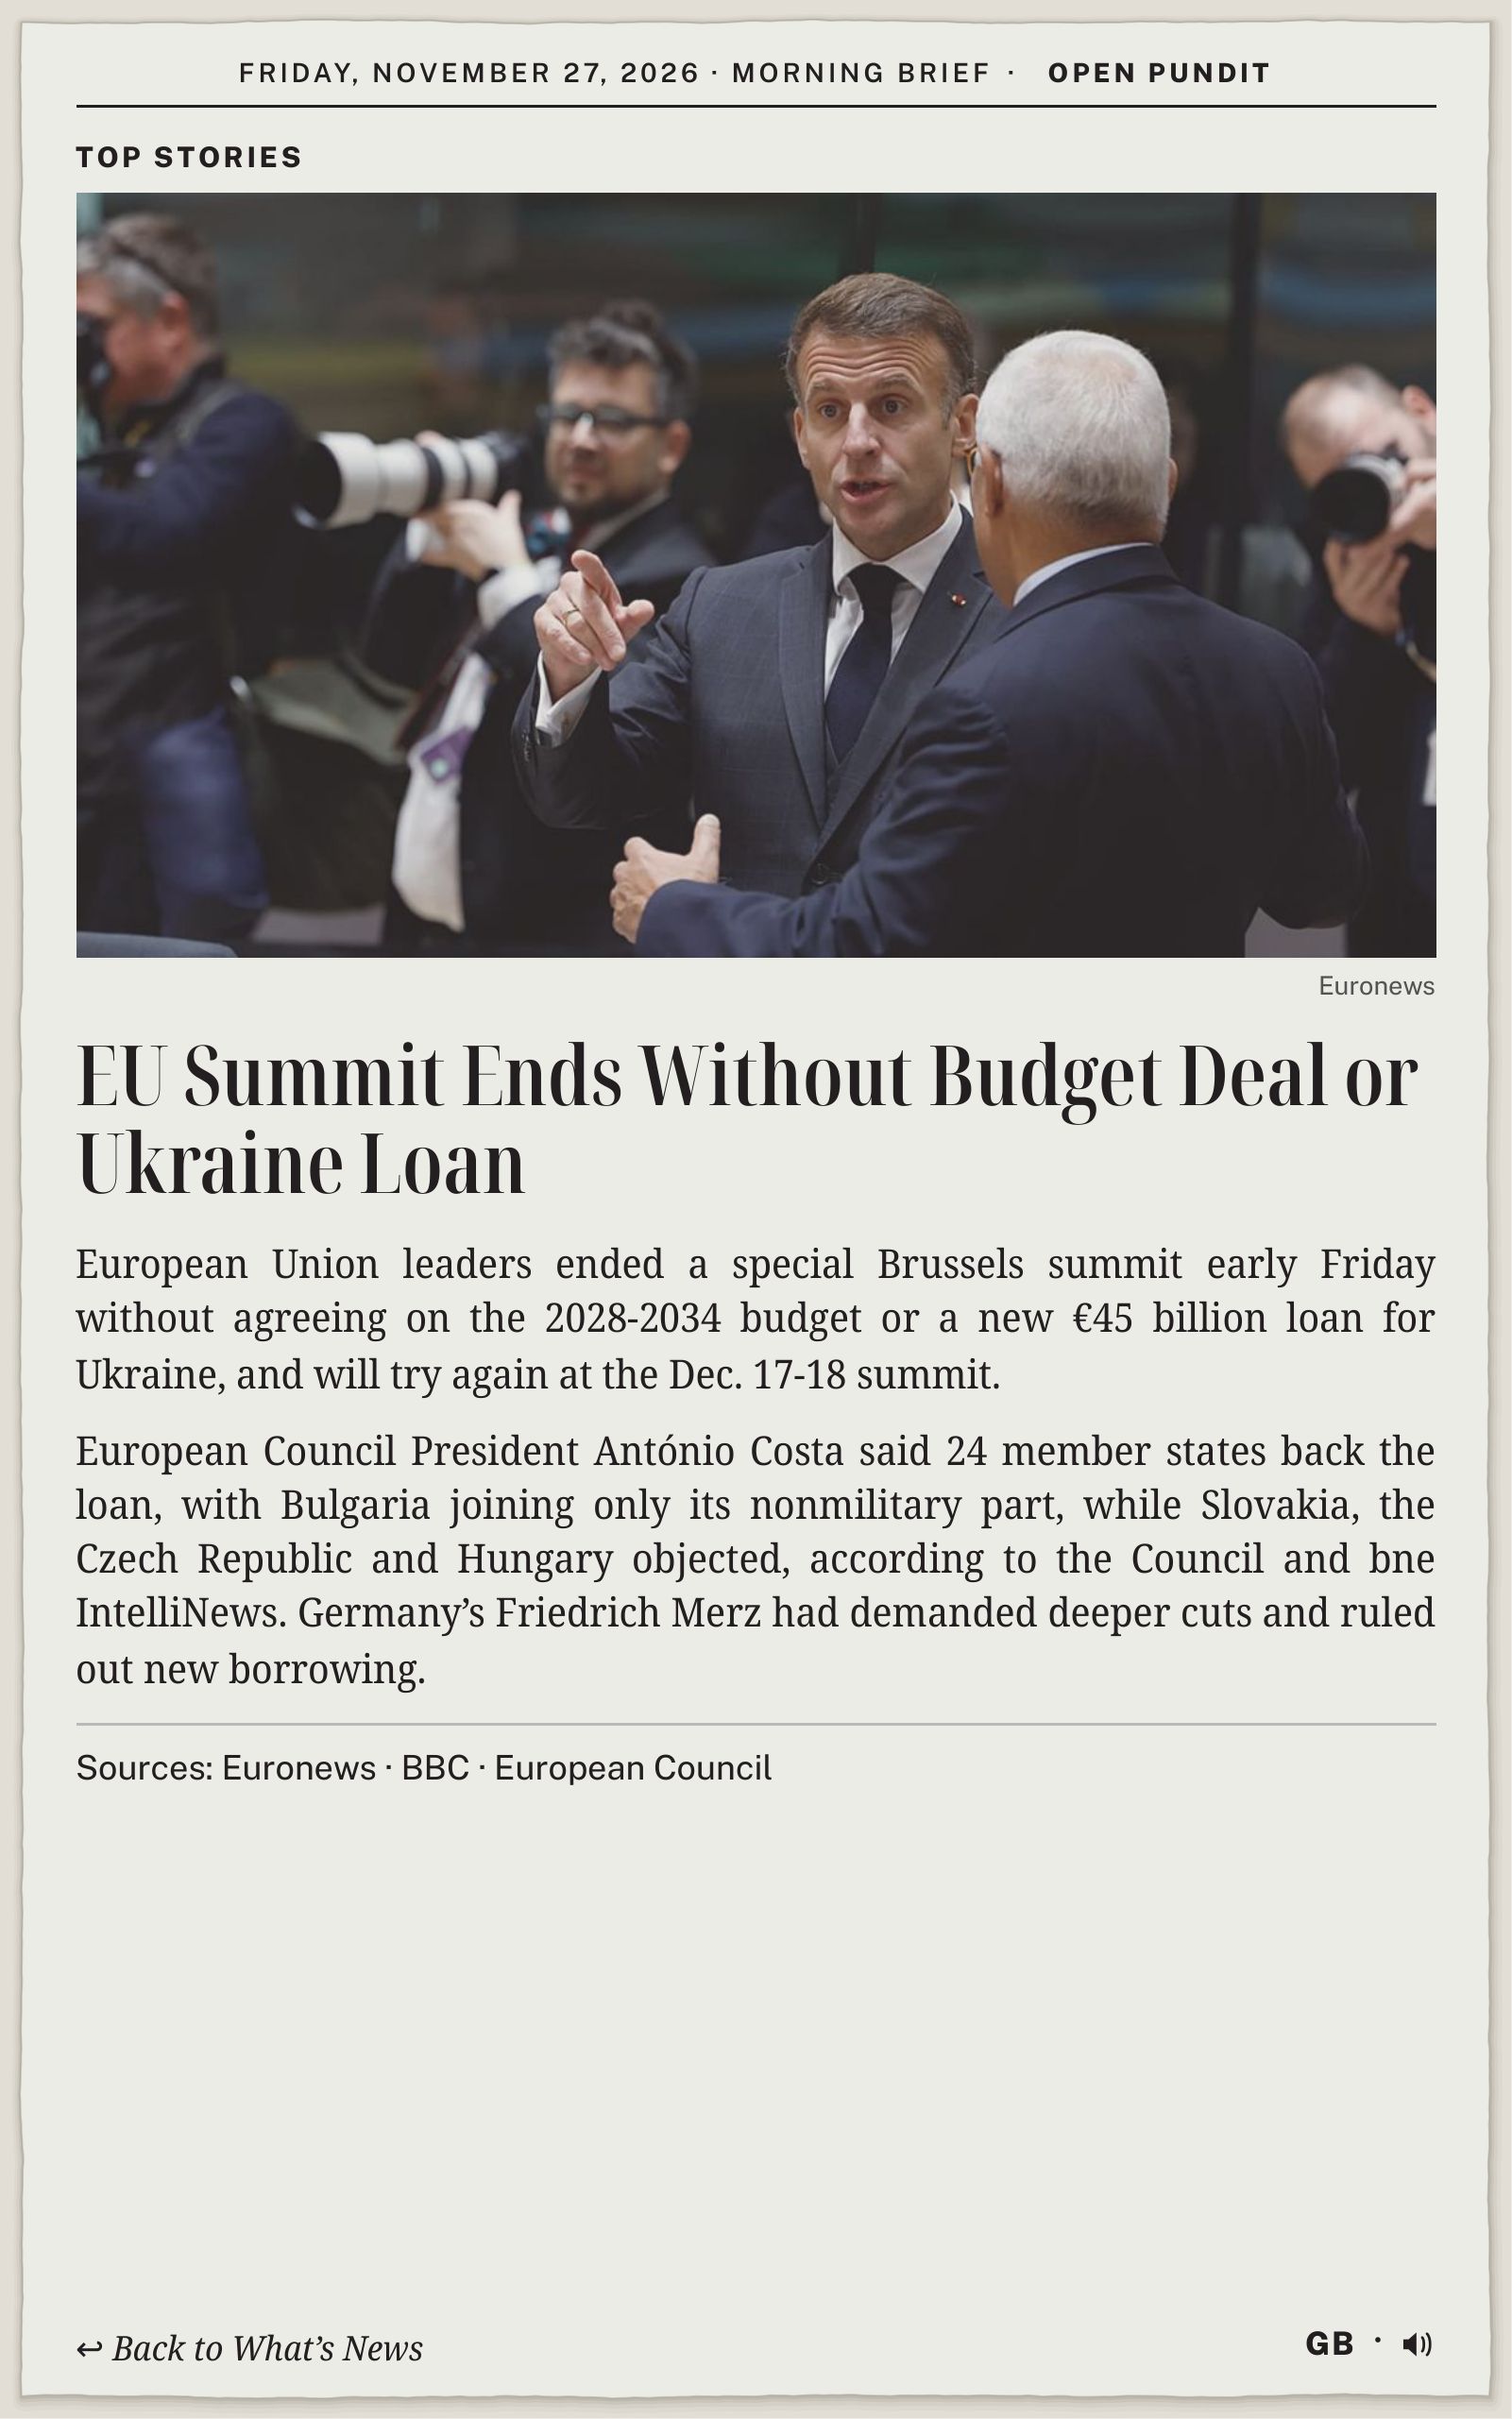 FRIDAY, NOVEMBER 27, 2026 · MORNING BRIEF · OPEN PUNDIT
TOP STORIES
Euronews
EU Summit Ends Without Budget Deal or
Ukraine Loan
European Union leaders ended a special Brussels summit early Friday
without agreeing on the 2028-2034 budget or a new €45 billion loan for
Ukraine, and will try again at the Dec. 17-18 summit.
European Council President António Costa said 24 member states back the
loan, with Bulgaria joining only its nonmilitary part, while Slovakia, the
Czech Republic and Hungary objected, according to the Council and bne
IntelliNews. Germany’s Friedrich Merz had demanded deeper cuts and ruled
out new borrowing.
Sources: Euronews · BBC · European Council
↩ Back to What’s News
GB ·